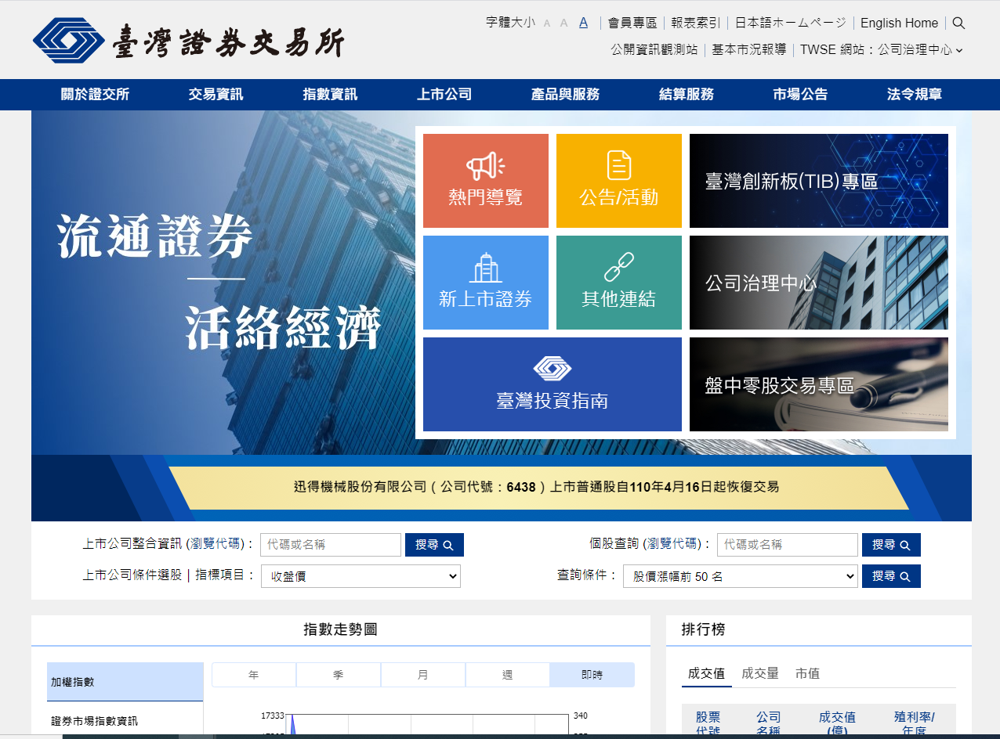 字體大小 A A A 會員專區 報表索引 日本語ホームページ English Home
臺灣證券交易所
公開資訊觀測站 基本市況報導 TWSE 網站：公司治理中心
關於證交所 交易資訊 指數資訊 上市公司 產品與服務 結算服務 市場公告 法令規章
流通證券
活絡經濟
熱門導覽 公告/活動 臺灣創新板(TIB)專區
新上市證券 其他連結 公司治理中心
臺灣投資指南 盤中零股交易專區
迅得機械股份有限公司（公司代號：6438）上市普通股自110年4月16日起恢復交易
上市公司整合資訊 (瀏覽代碼)： 代碼或名稱 搜尋 個股查詢 (瀏覽代碼)： 代碼或名稱 搜尋
上市公司條件選股 | 指標項目： 收盤價 查詢條件： 股價漲幅前 50 名 搜尋
指數走勢圖 排行榜
加權指數 年 季 月 週 即時 成交值 成交量 市值
證券市場指數資訊 17333 340
股票 公司 成交值 殖利率/
代號 名稱 (億) 年度